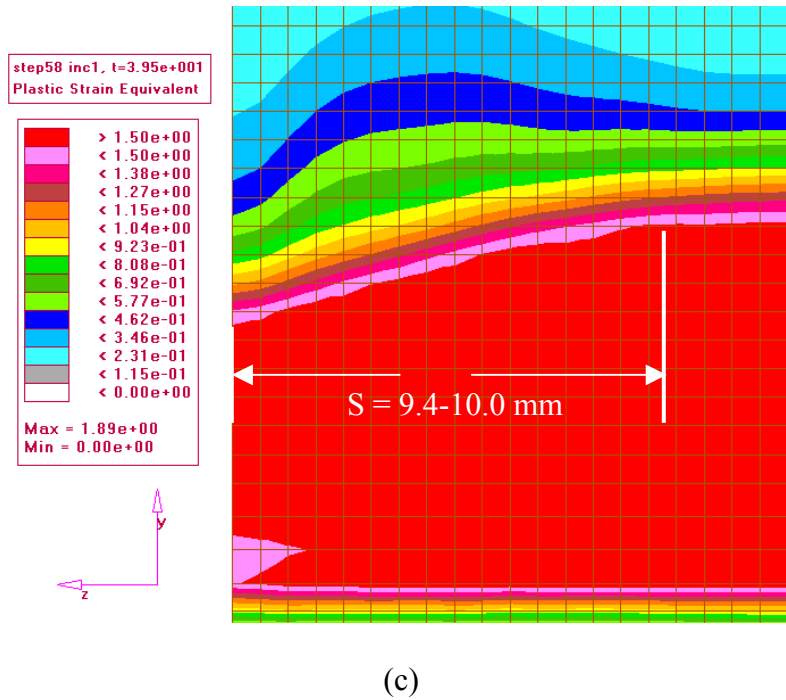 step58 inc1, t=3.95e+001
Plastic Strain Equivalent
> 1.50e+00
< 1.50e+00
< 1.38e+00
< 1.27e+00
< 1.15e+00
< 1.04e+00
< 9.23e-01
< 8.08e-01
< 6.92e-01
< 5.77e-01
< 4.62e-01
< 3.46e-01
< 2.31e-01
< 1.15e-01
< 0.00e+00
Max = 1.89e+00
Min = 0.00e+00
S = 9.4-10.0 mm
y
z
(c)